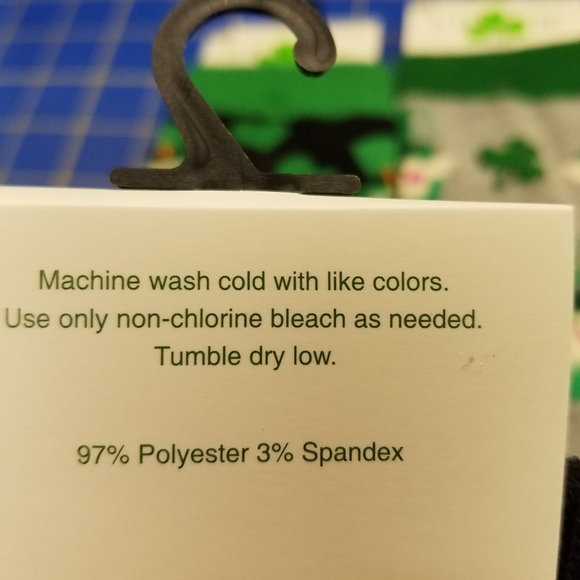 Machine wash cold with like colors.
Use only non-chlorine bleach as needed.
Tumble dry low.
97% Polyester 3% Spandex